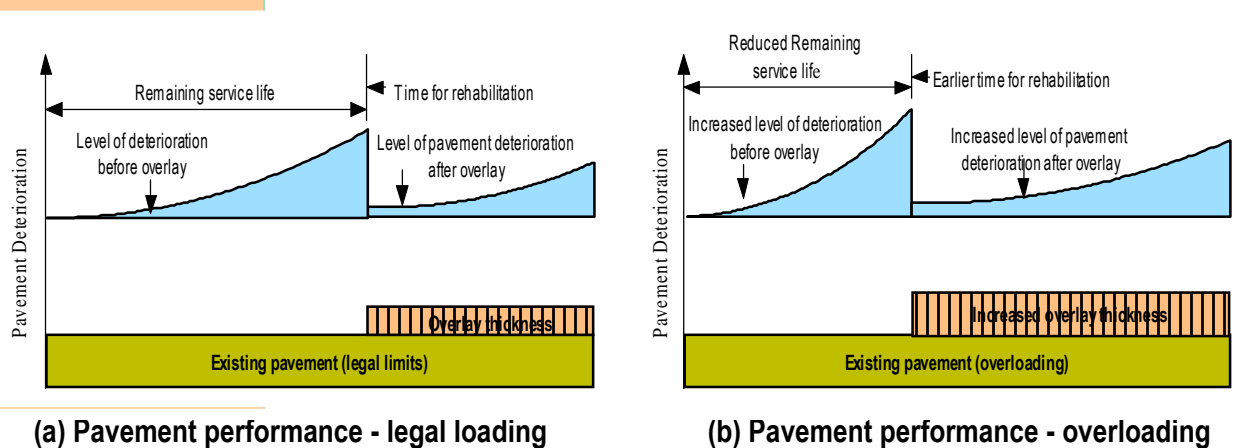 Remaining service life
Time for rehabilitation
Level of deterioration
before overlay
Level of pavement deterioration
after overlay
Pavement Deterioration
Overlay thickness
Existing pavement (legal limits)
(a) Pavement performance - legal loading
Reduced Remaining
service life
Earlier time for rehabilitation
Increased level of deterioration
before overlay
Increased level of pavement
deterioration after overlay
Pavement Deterioration
Increased overlay thickness
Existing pavement (overloading)
(b) Pavement performance - overloading